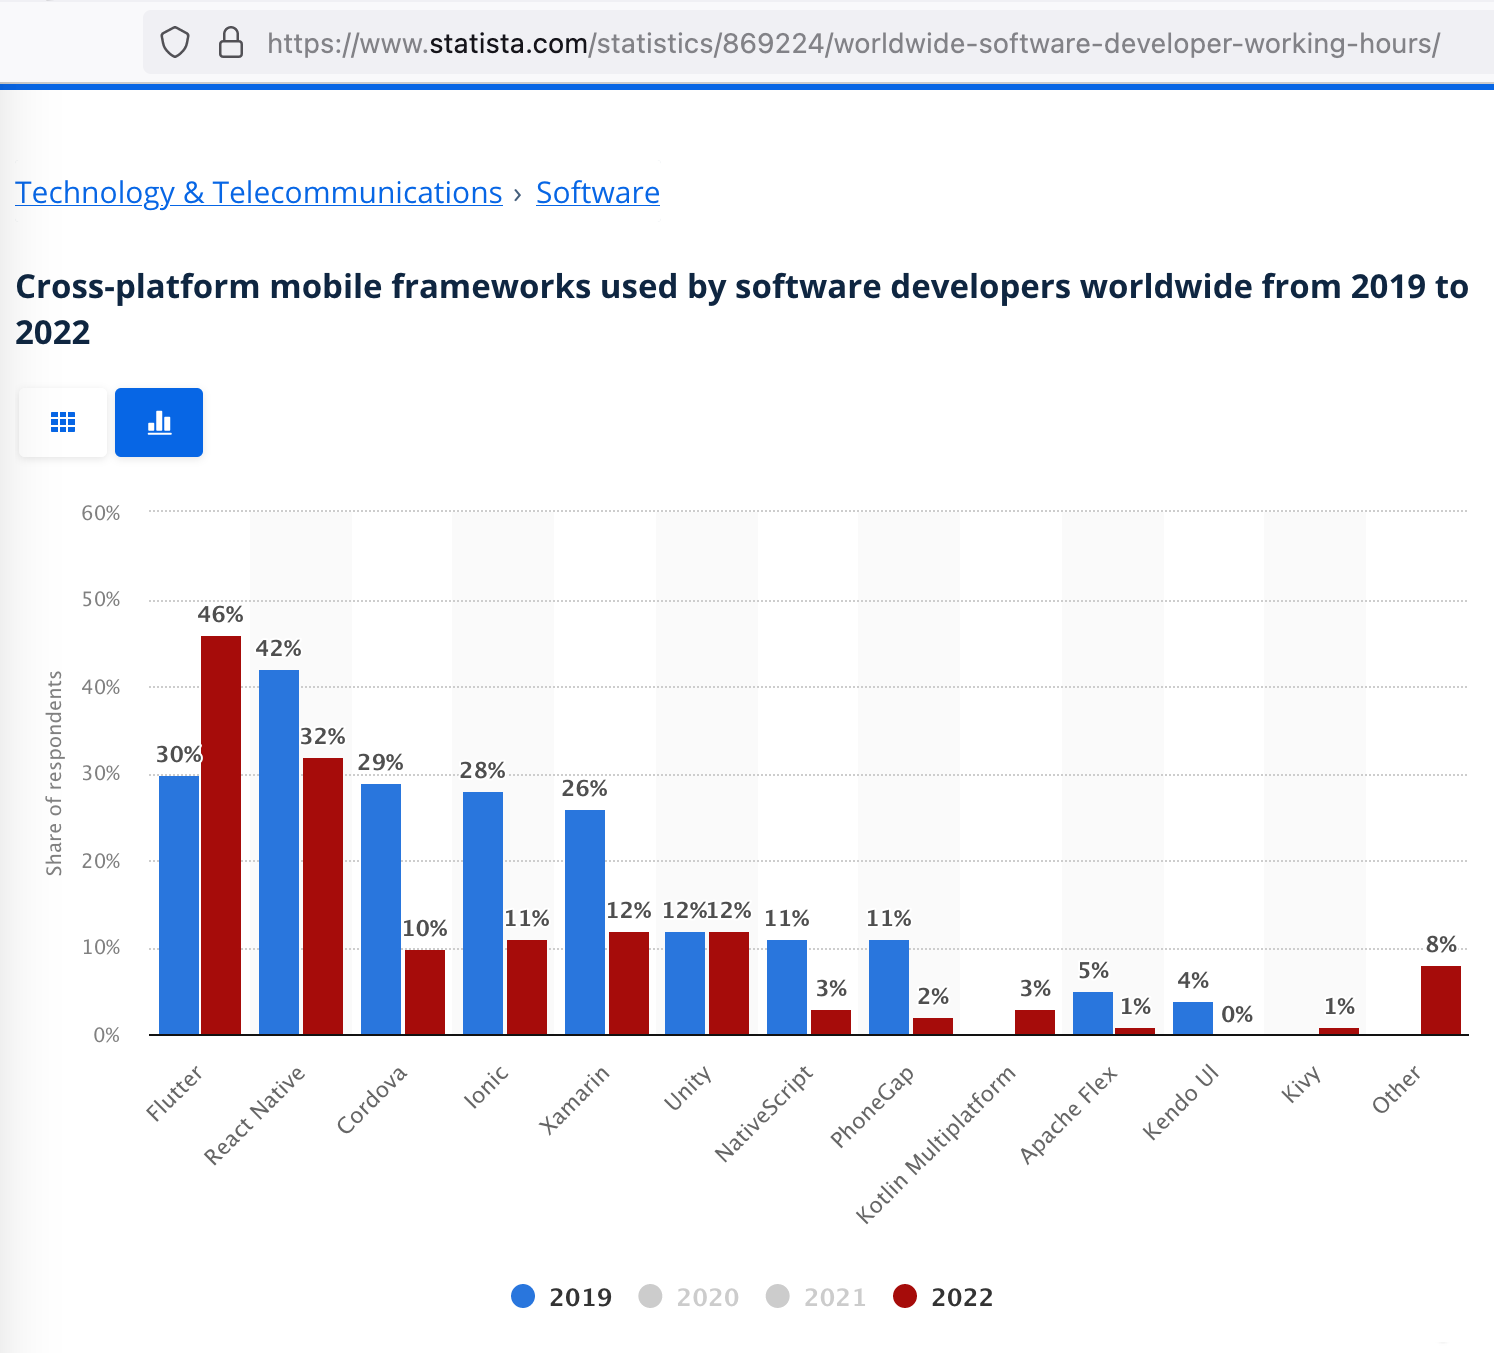 https://www.statista.com/statistics/869224/worldwide-software-developer-working-hours/
Technology & Telecommunications › Software
Cross-platform mobile frameworks used by software developers worldwide from 2019 to
2022
Share of respondents
60%
50%
40%
30%
20%
10%
0%
30%
46%
42%
32%
29%
10%
28%
11%
26%
12%
12%
12%
11%
3%
11%
2%
3%
5%
1%
4%
0%
1%
8%
Flutter
React Native
Cordova
Ionic
Xamarin
Unity
NativeScript
PhoneGap
Kotlin Multiplatform
Apache Flex
Kendo UI
Kivy
Other
2019 2020 2021 2022